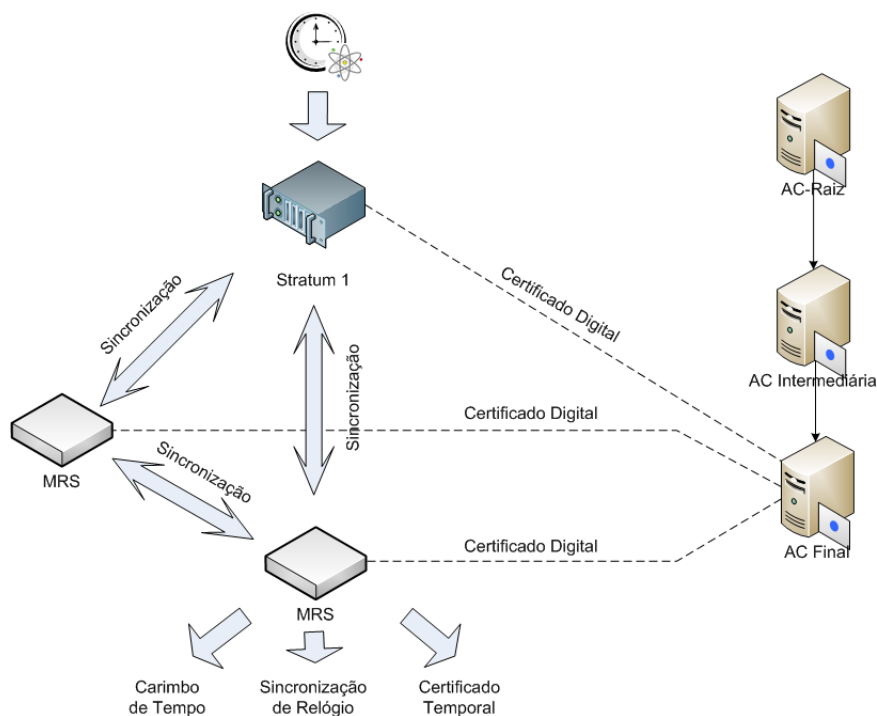 AC-Raiz
Stratum 1
Sincronização
Certificado Digital
Sincronização
AC Intermediária
Certificado Digital
Sincronização
MRS
Certificado Digital
AC Final
MRS
Carimbo
de Tempo
Sincronização
de Relógio
Certificado
Temporal